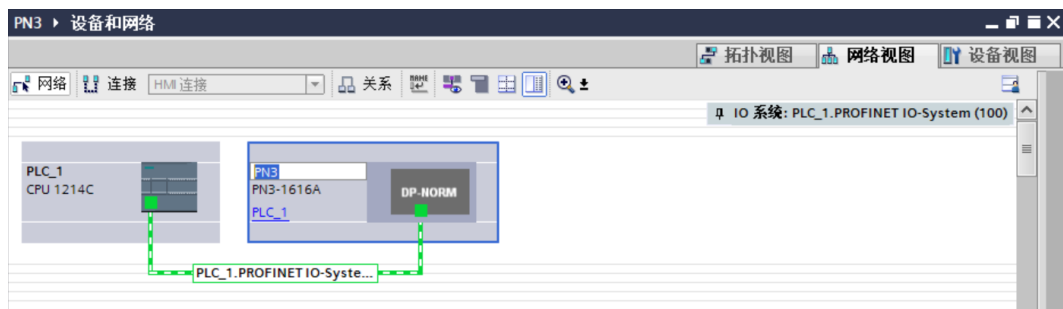 PN3 ▸ 设备和网络
拓扑视图 网络视图 设备视图
网络 连接 HMI 连接 关系
IO 系统: PLC_1.PROFINET IO-System (100)
PLC_1
CPU 1214C
PN3
PN3-1616A
PLC_1
DP-NORM
PLC_1.PROFINET IO-Syste...